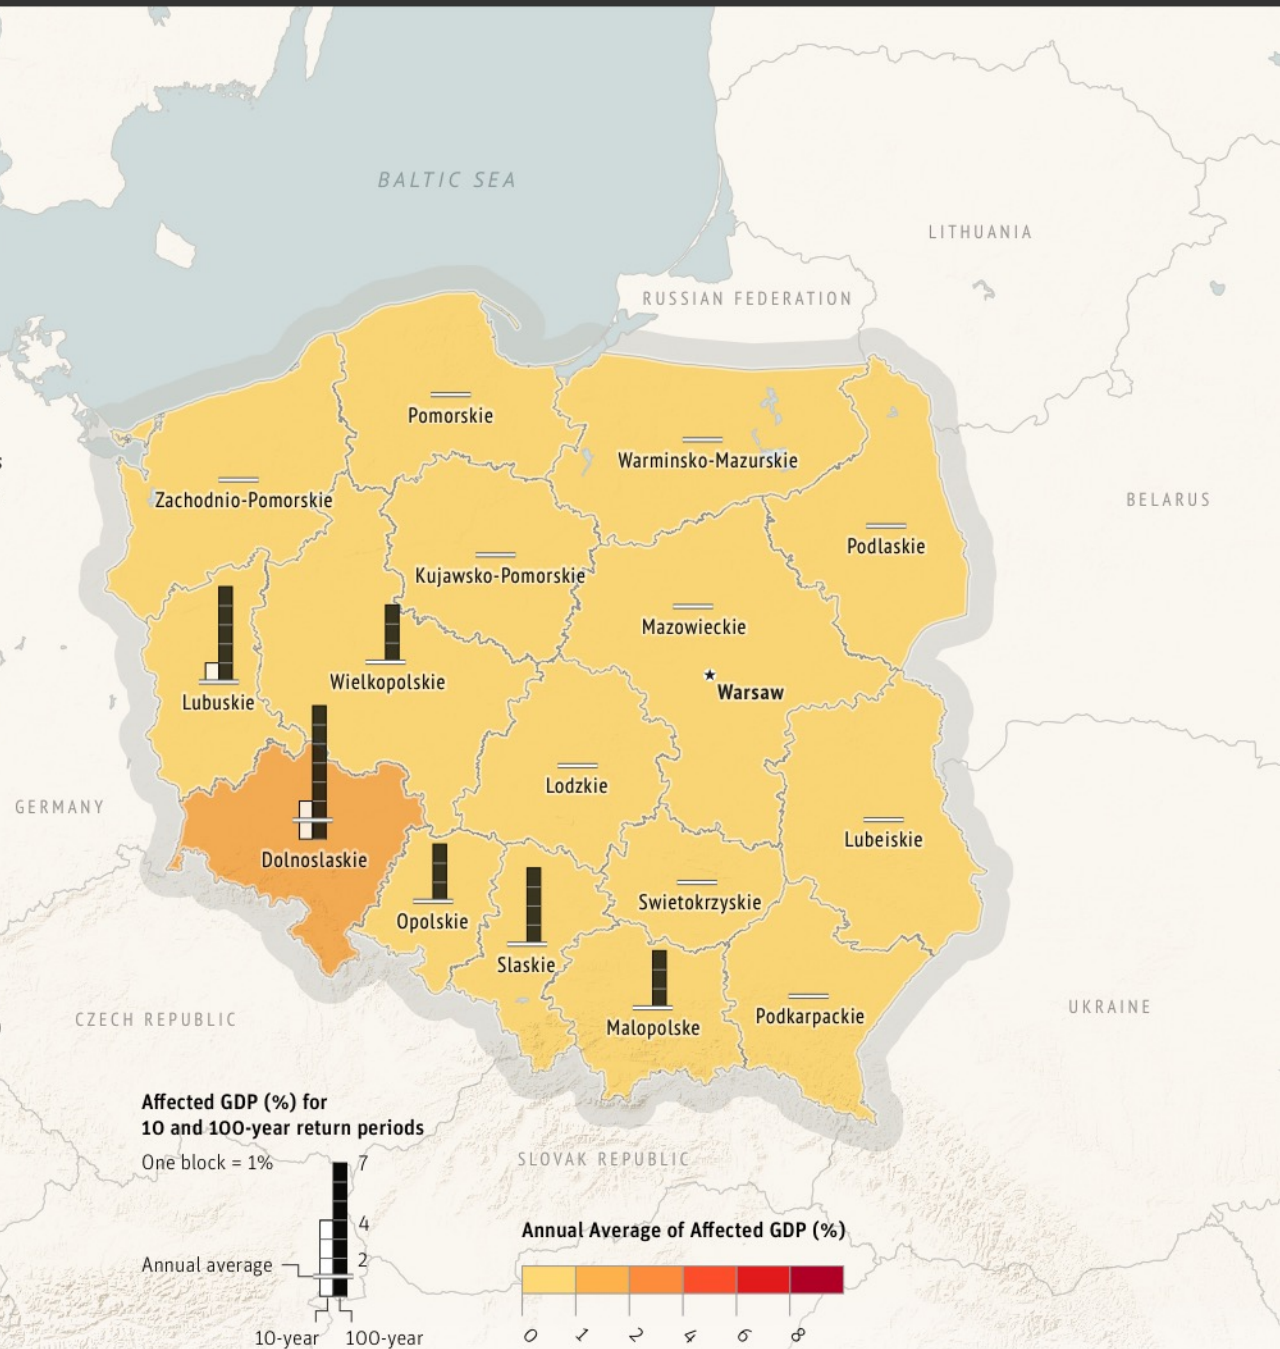 BALTIC SEA
LITHUANIA
RUSSIAN FEDERATION
Pomorskie
Warminsko-Mazurskie
s
Zachodnio-Pomorskie
BELARUS
Podlaskie
Kujawsko-Pomorskie
Mazowieckie
Wielkopolskie
Warsaw
Lubuskie
Lodzkie
GERMANY
Lubeiskie
Dolnoslaskie
Swietokrzyskie
Opolskie
Slaskie
UKRAINE
Podkarpackie
CZECH REPUBLIC
Malopolske
Affected GDP (%) for
10 and 100-year return periods
One block = 1%
7
SLOVAK REPUBLIC
4
Annual Average of Affected GDP (%)
2
Annual average
10-year 100-year
0 1 2 4 6 8